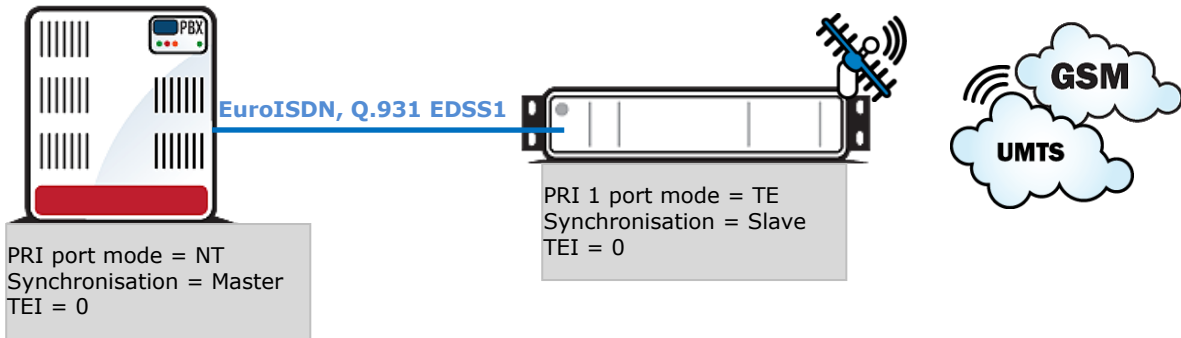 PBX
EuroISDN, Q.931 EDSS1
GSM
UMTS
PRI 1 port mode = TE
Synchronisation = Slave
TEI = 0
PRI port mode = NT
Synchronisation = Master
TEI = 0